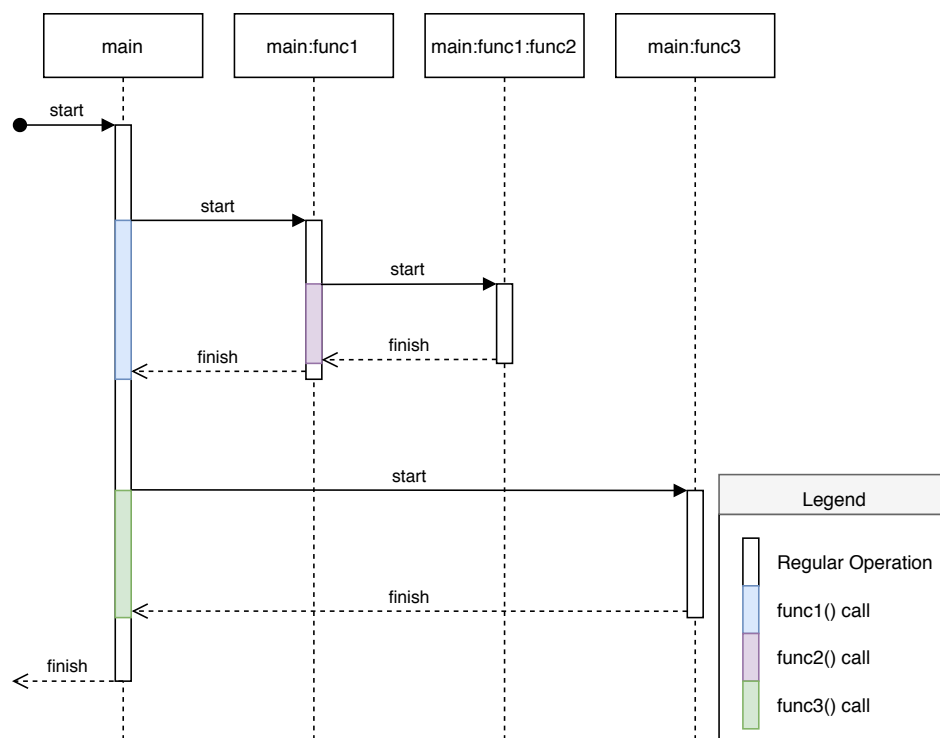 main
main:func1
main:func1:func2
main:func3
start
start
start
finish
finish
start
finish
finish
Legend
Regular Operation
func1() call
func2() call
func3() call